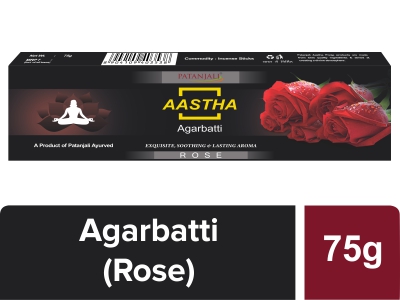 75g
Commodity : Incense Sticks
PATANJALI
AASTHA
Agarbatti
A Product of Patanjali Ayurved
EXQUISITE, SOOTHING & LASTING AROMA
ROSE
Agarbatti
(Rose)
75g